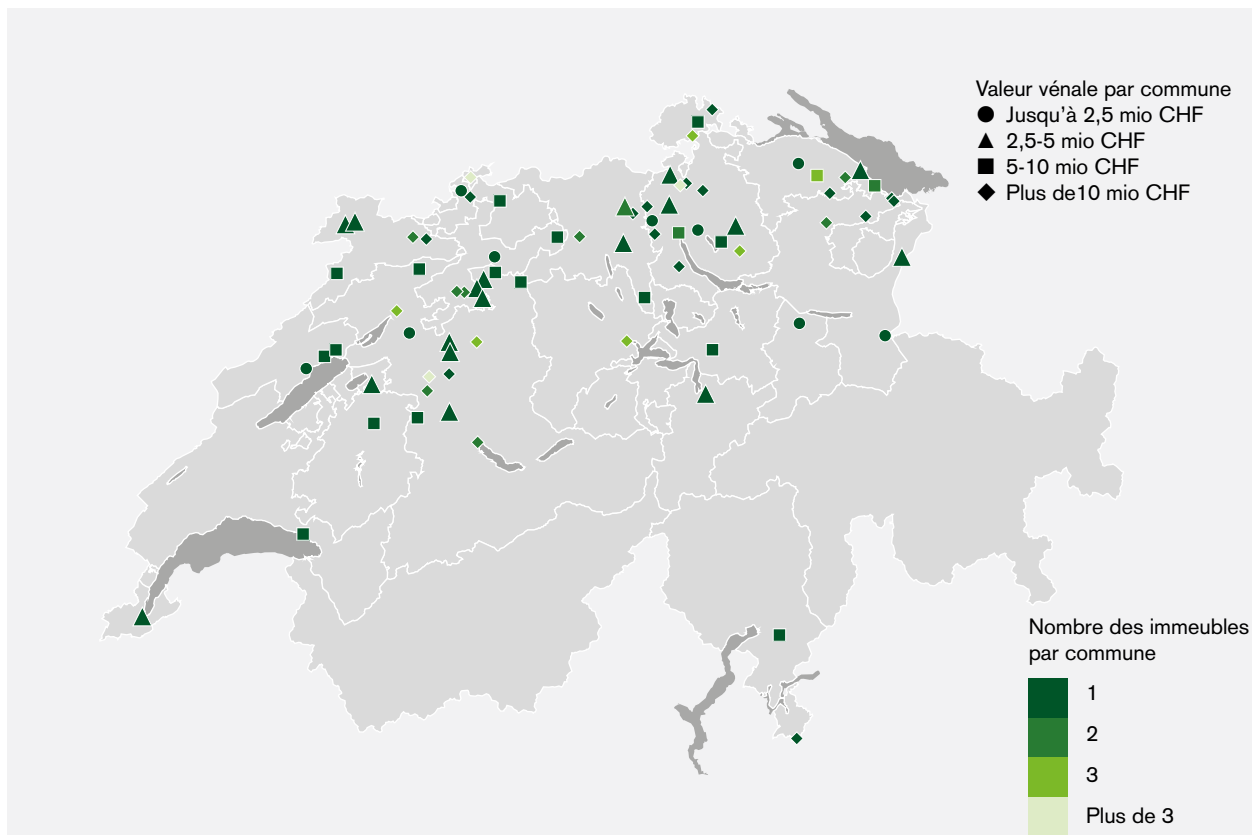 Valeur vénale par commune
Jusqu'à 2,5 mio CHF
2,5-5 mio CHF
5-10 mio CHF
Plus de10 mio CHF
Nombre des immeubles
par commune
1
2
3
Plus de 3